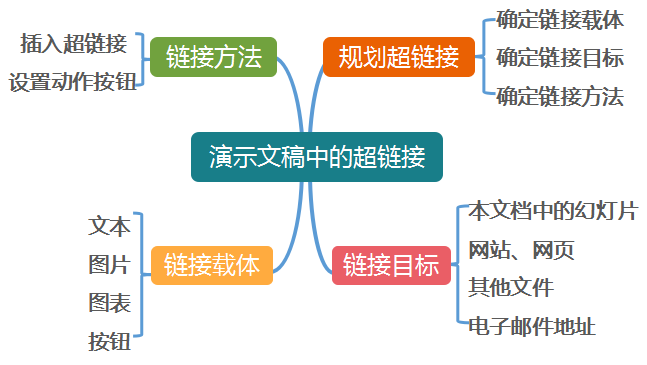 插入超链接
设置动作按钮
链接方法
规划超链接
确定链接载体
确定链接目标
确定链接方法
演示文稿中的超链接
文本
图片
图表
按钮
链接载体
链接目标
本文档中的幻灯片
网站、网页
其他文件
电子邮件地址